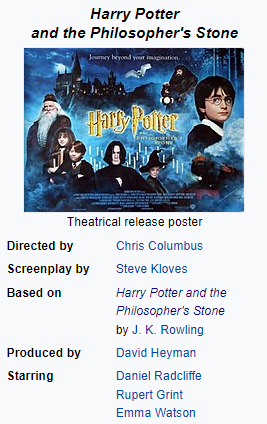 Harry Potter
and the Philosopher's Stone
Journey beyond your imagination.
Harry Potter
AND THE
PHILOSOPHER'S
STONE
Theatrical release poster
Directed by Chris Columbus
Screenplay by Steve Kloves
Based on Harry Potter and the
Philosopher's Stone
by J. K. Rowling
Produced by David Heyman
Starring Daniel Radcliffe
Rupert Grint
Emma Watson